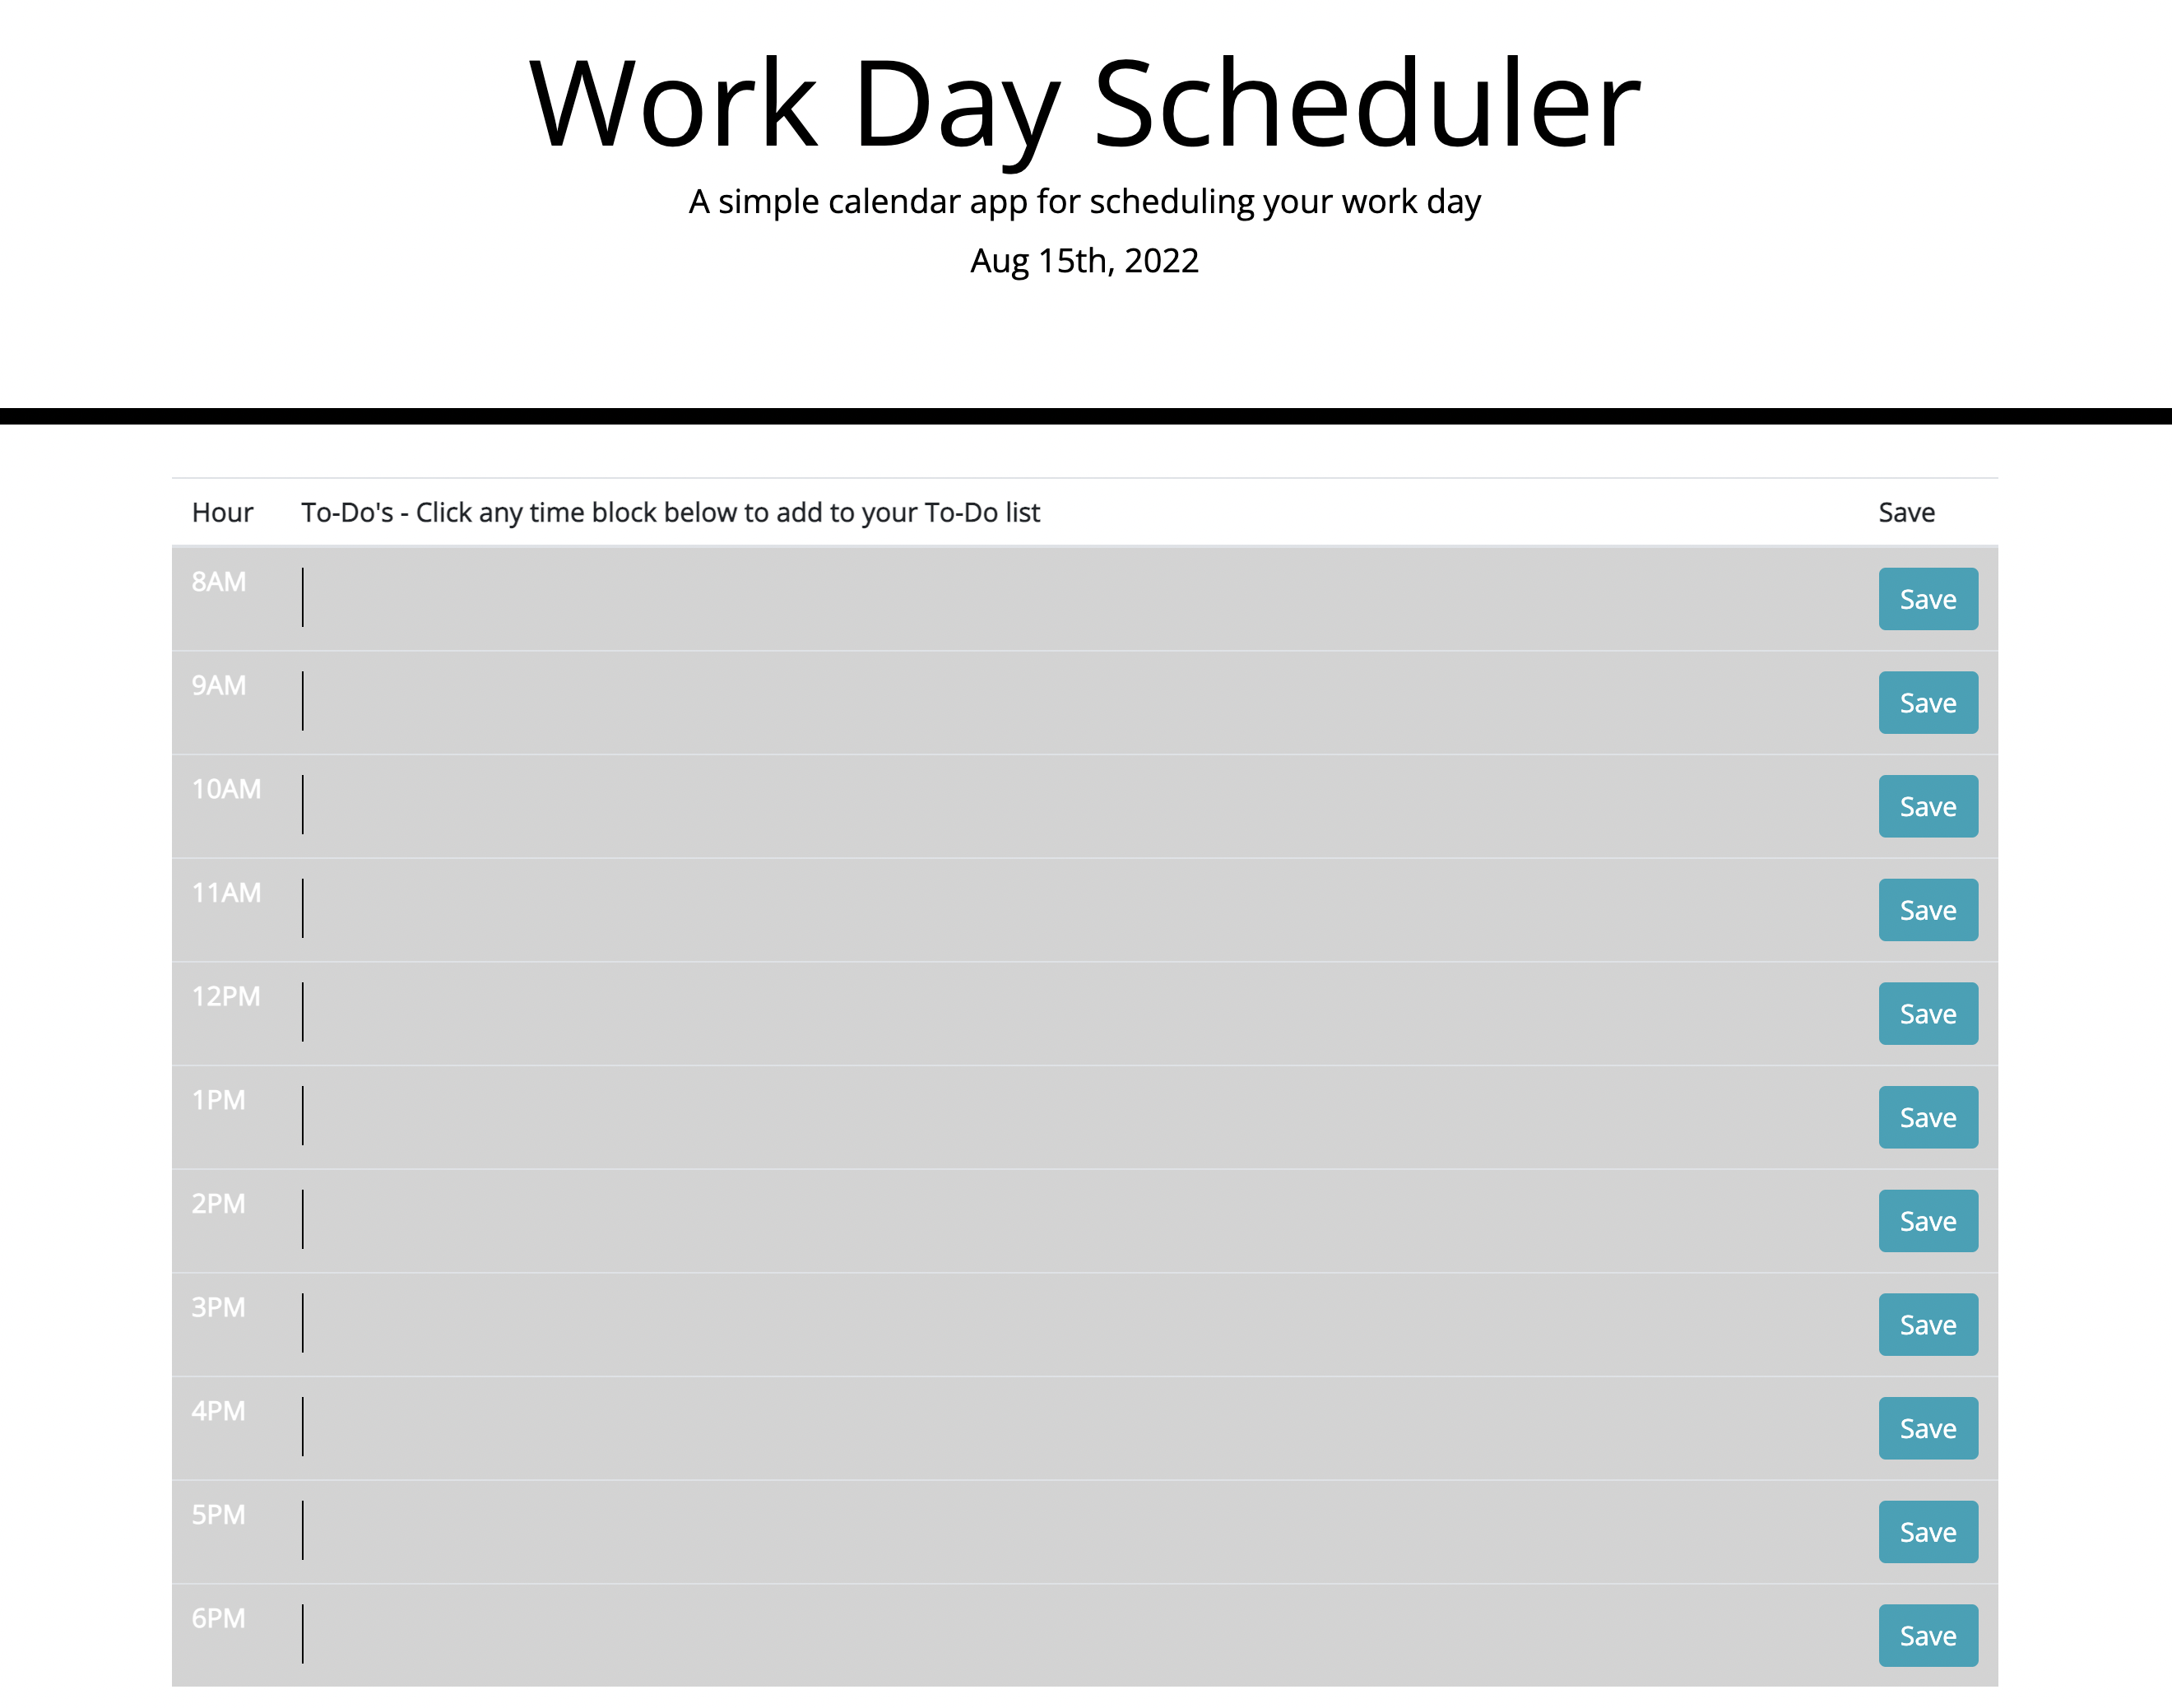 Work Day Scheduler
A simple calendar app for scheduling your work day
Aug 15th, 2022
Hour To-Do's - Click any time block below to add to your To-Do list Save
8AM Save
9AM Save
10AM Save
11AM Save
12PM Save
1PM Save
2PM Save
3PM Save
4PM Save
5PM Save
6PM Save